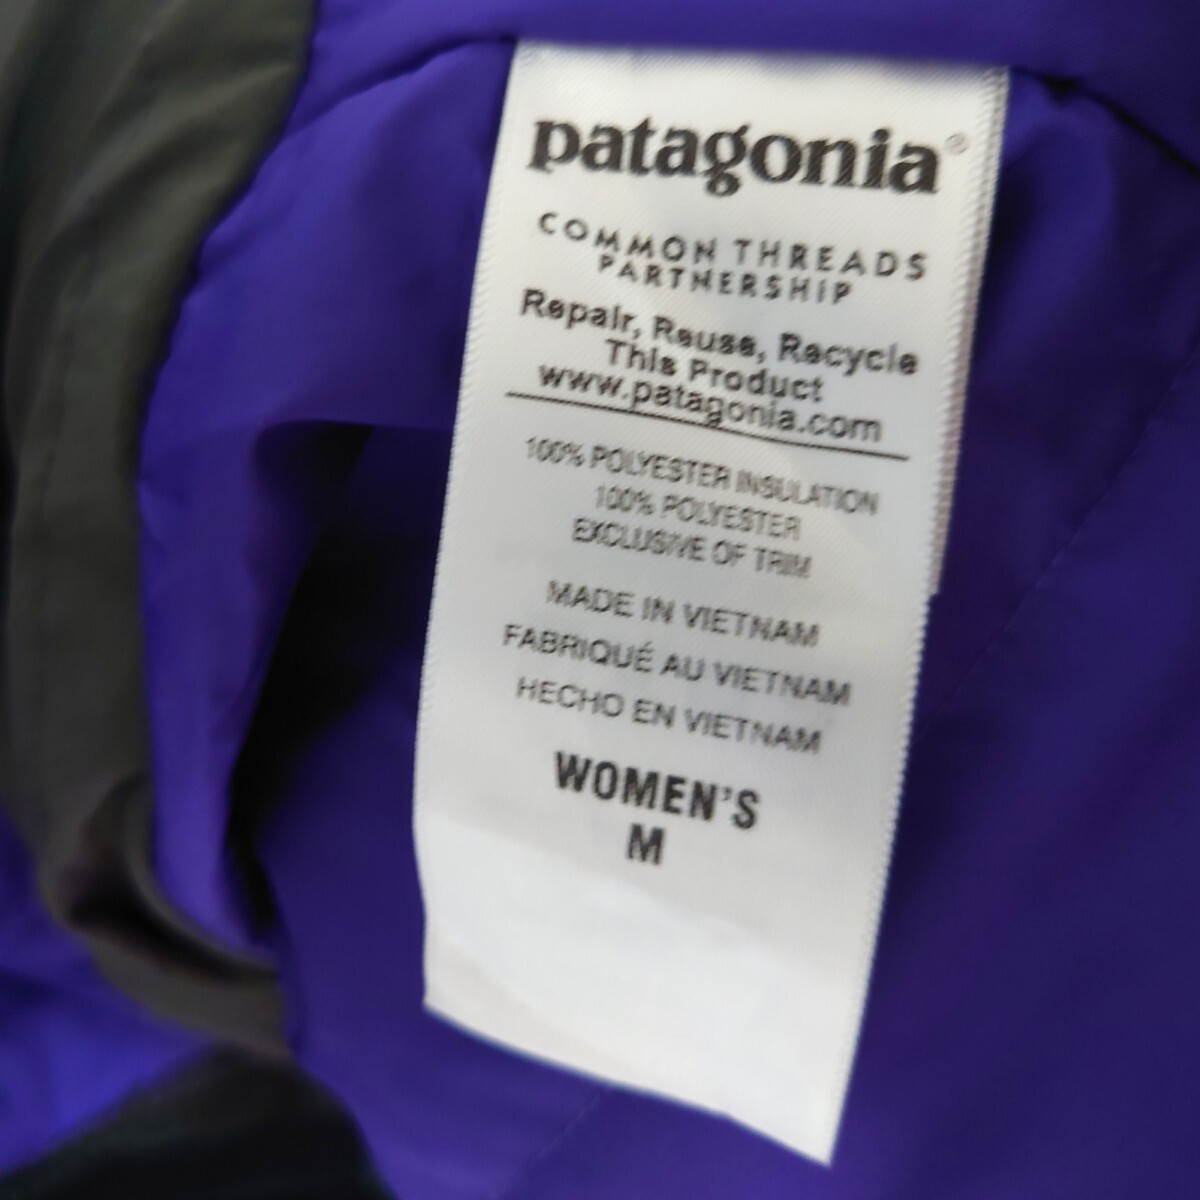 patagonia®
COMMON THREADS
PARTNERSHIP
Repair, Reuse, Recycle
This Product
www.patagonia.com
100% POLYESTER INSULATION
100% POLYESTER
EXCLUSIVE OF TRIM
MADE IN VIETNAM
FABRIQUÉ AU VIETNAM
HECHO EN VIETNAM
WOMEN'S
M